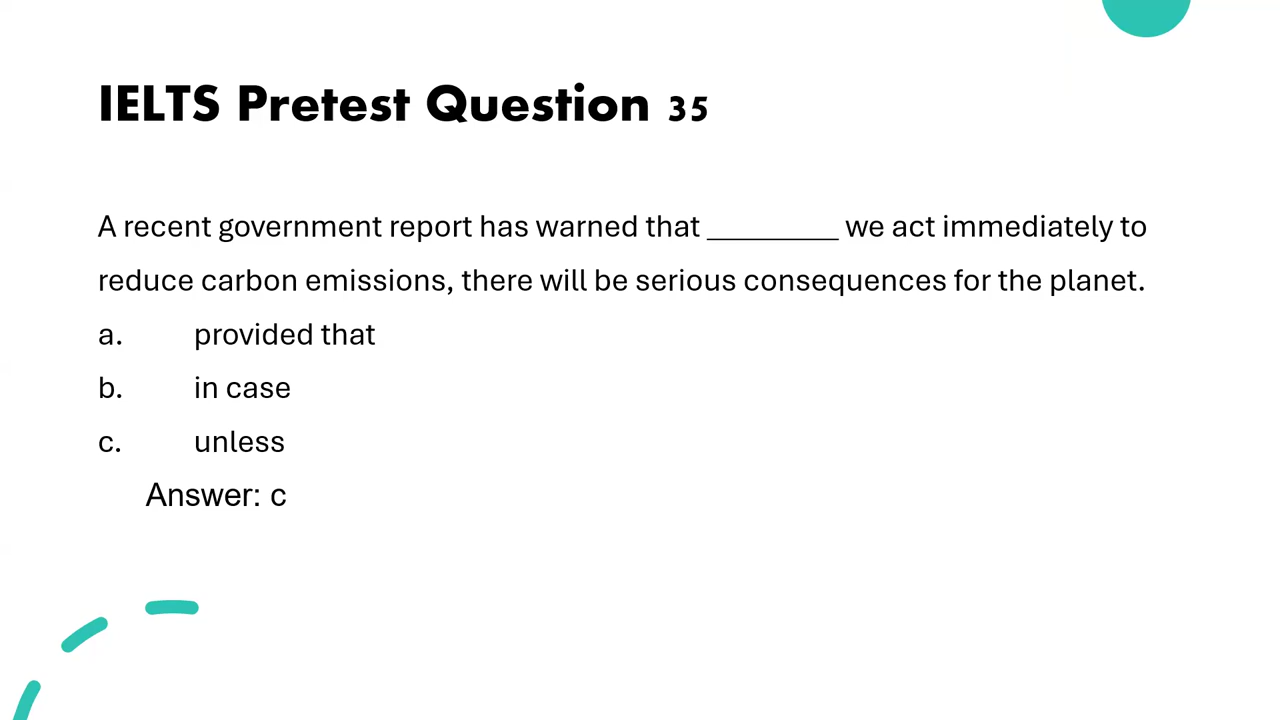 IELTS Pretest Question 35
A recent government report has warned that _________ we act immediately to
reduce carbon emissions, there will be serious consequences for the planet.
a. provided that
b. in case
c. unless
Answer: c